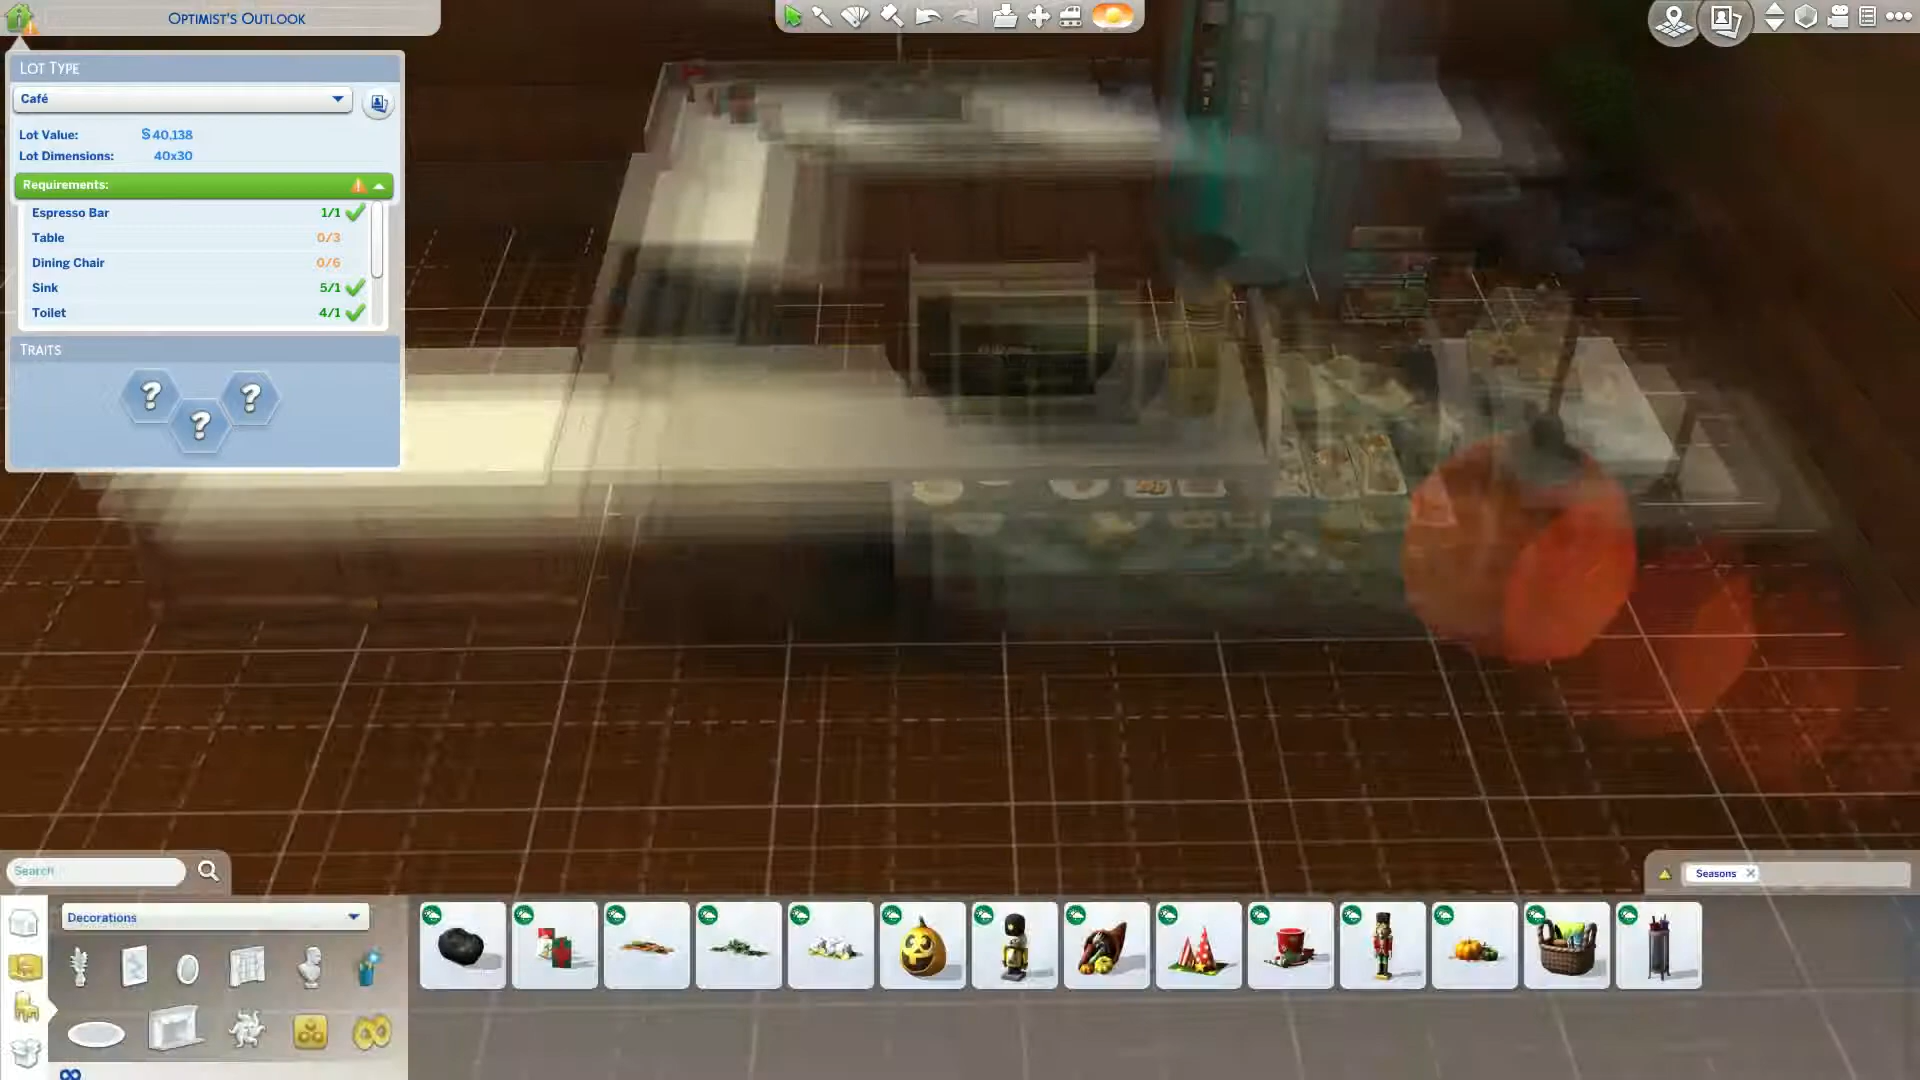 OPTIMIST'S OUTLOOK
LOT TYPE
Café
Lot Value: §40,138
Lot Dimensions: 40x30
Requirements:
Espresso Bar 1/1
Table 0/3
Dining Chair 0/6
Sink 5/1
Toilet 4/1
TRAITS
? ? ?
Search
Seasons
Decorations